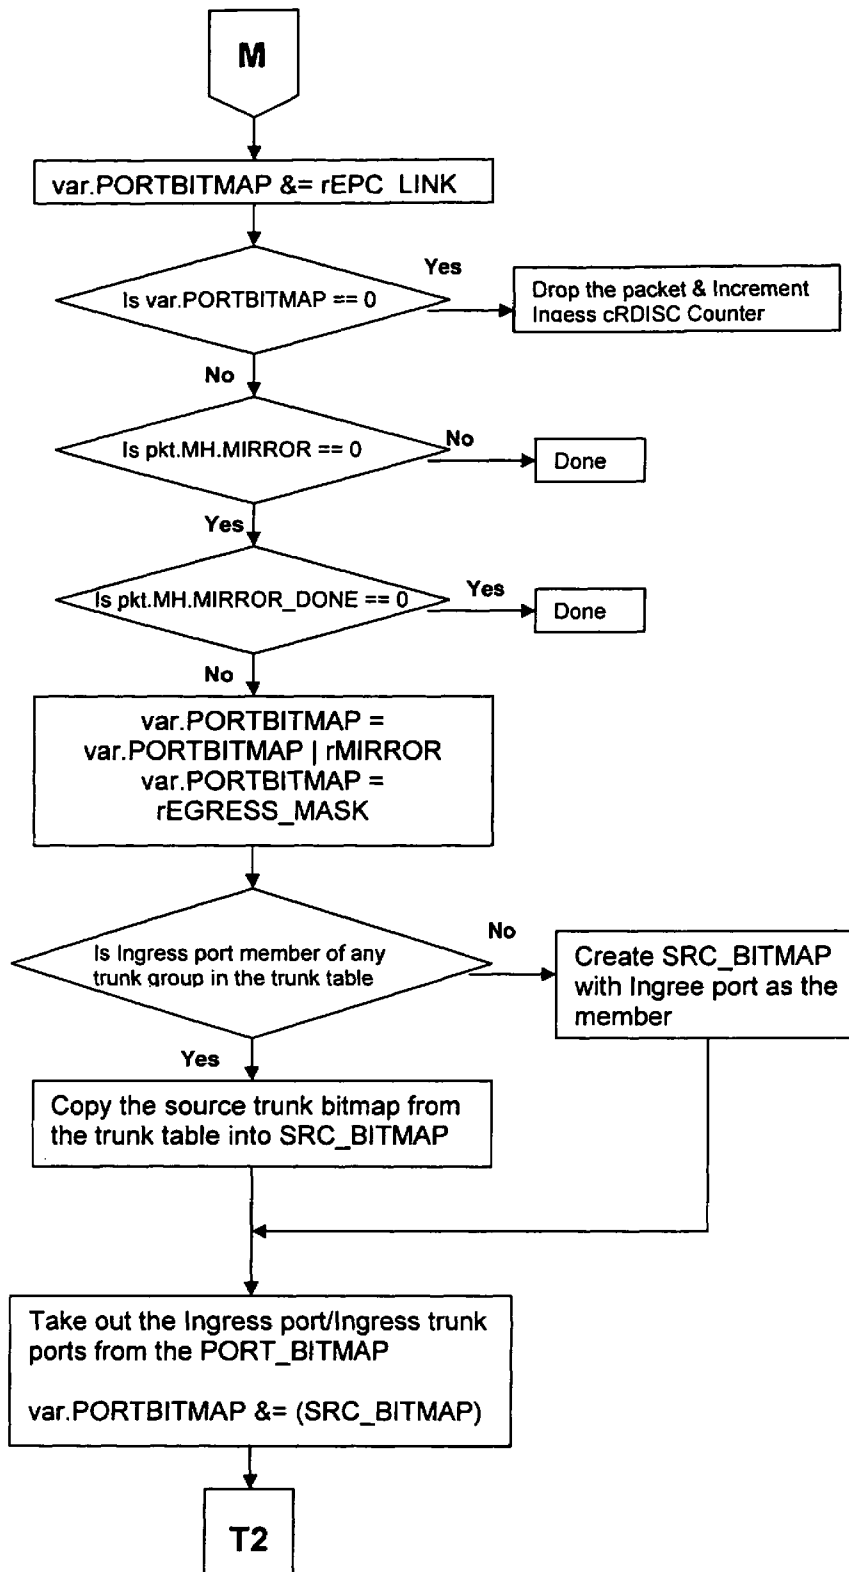 M
var.PORTBITMAP &= rEPC_LINK
Is var.PORTBITMAP == 0
Yes
Drop the packet & Increment
Ingess cRDISC Counter
No
Is pkt.MH.MIRROR == 0
No
Done
Yes
Is pkt.MH.MIRROR_DONE == 0
Yes
Done
No
var.PORTBITMAP =
var.PORTBITMAP | rMIRROR
var.PORTBITMAP =
rEGRESS_MASK
Is Ingress port member of any
trunk group in the trunk table
No
Create SRC_BITMAP
with Ingree port as the
member
Yes
Copy the source trunk bitmap from
the trunk table into SRC_BITMAP
Take out the Ingress port/Ingress trunk
ports from the PORT_BITMAP
var.PORTBITMAP &= (SRC_BITMAP)
T2